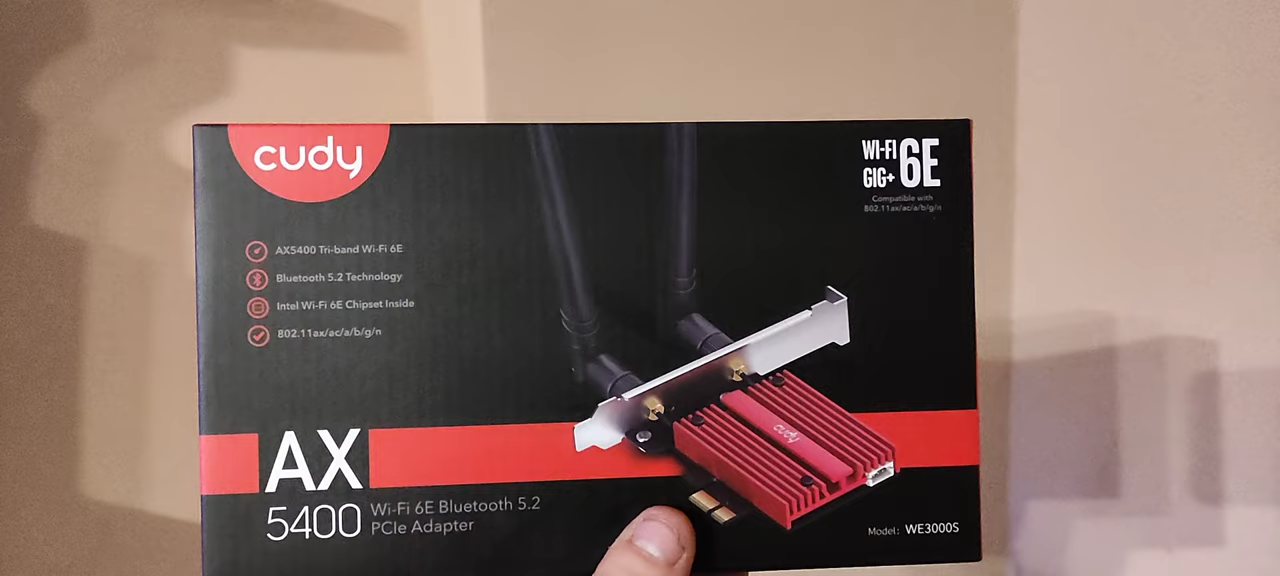 cudy
WI-FI 6E
GIG+
Compatible with
802.11ax/ac/a/b/g/n
AX5400 Tri-band Wi-Fi 6E
Bluetooth 5.2 Technology
Intel Wi-Fi 6E Chipset Inside
802.11ax/ac/a/b/g/n
cudy
AX
5400
Wi-Fi 6E Bluetooth 5.2
PCIe Adapter
Model: WE3000S